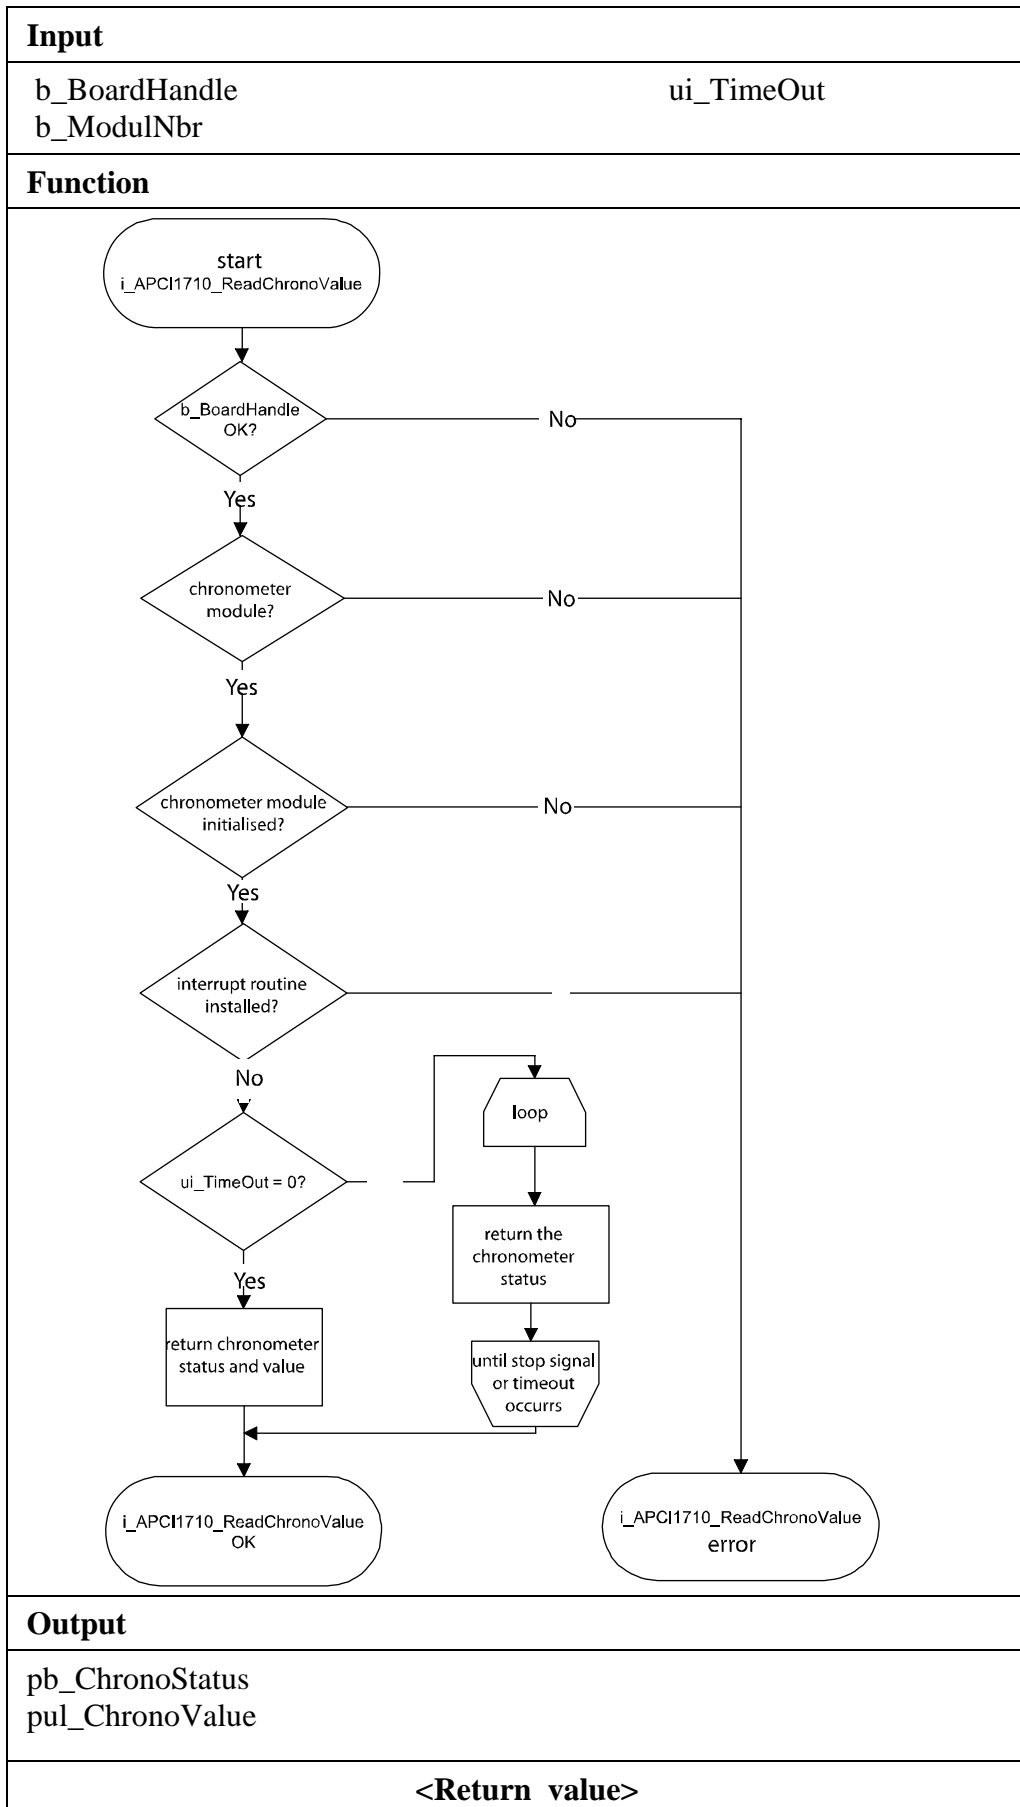 Input
b_BoardHandle ui_TimeOut
b_ModulNbr
Function
start
i_APCI1710_ReadChronoValue
b_BoardHandle
OK?
No
Yes
chronometer
module?
No
Yes
chronometer module
initialised?
No
Yes
interrupt routine
installed?
No
loop
ui_TimeOut = 0?
return the
chronometer
status
Yes
return chronometer
status and value
until stop signal
or timeout
occurrs
i_APCI1710_ReadChronoValue
OK
i_APCI1710_ReadChronoValue
error
Output
pb_ChronoStatus
pul_ChronoValue
<Return value>